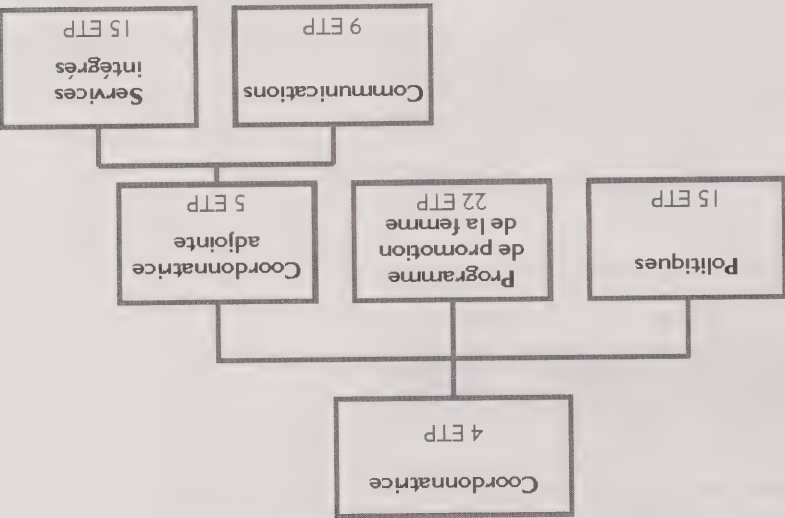 Coordonnatrice
4 ETP
Politiques
15 ETP
Programme
de promotion
de la femme
22 ETP
Coordonnatrice
adjointe
5 ETP
Communications
9 ETP
Services
intégrés
15 ETP